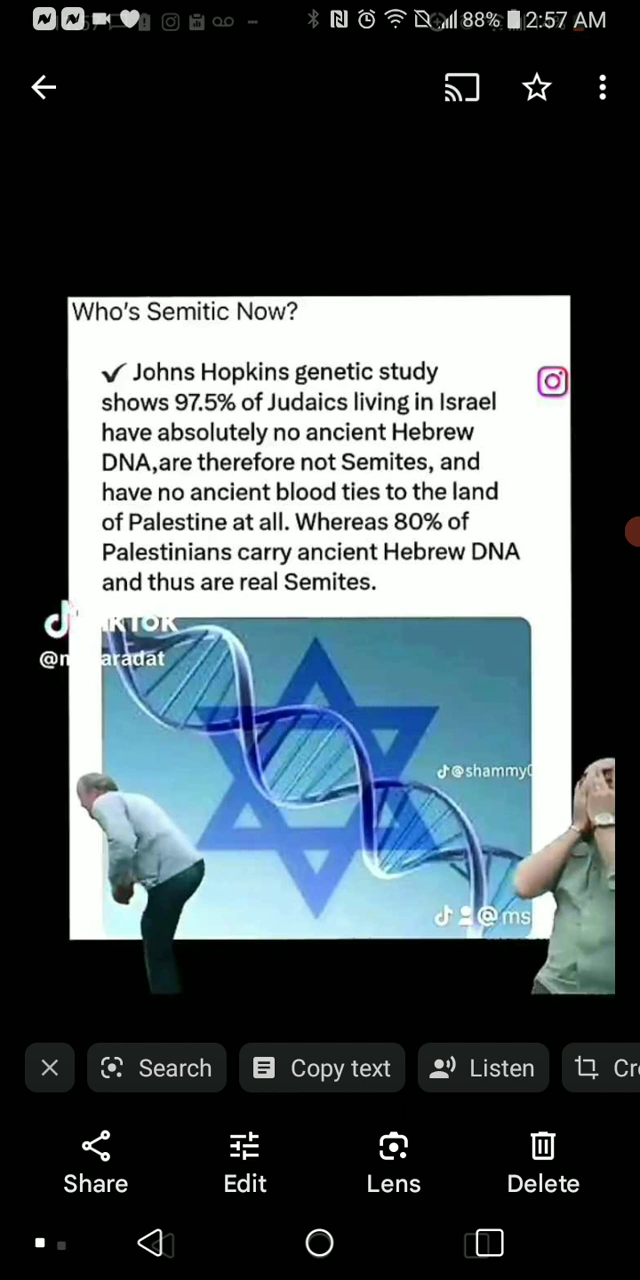 88% 2:57 AM
Who's Semitic Now?
✓ Johns Hopkins genetic study
shows 97.5% of Judaics living in Israel
have absolutely no ancient Hebrew
DNA,are therefore not Semites, and
have no ancient blood ties to the land
of Palestine at all. Whereas 80% of
Palestinians carry ancient Hebrew DNA
and thus are real Semites.
@shammy
@ms
Search Copy text Listen
Share Edit Lens Delete